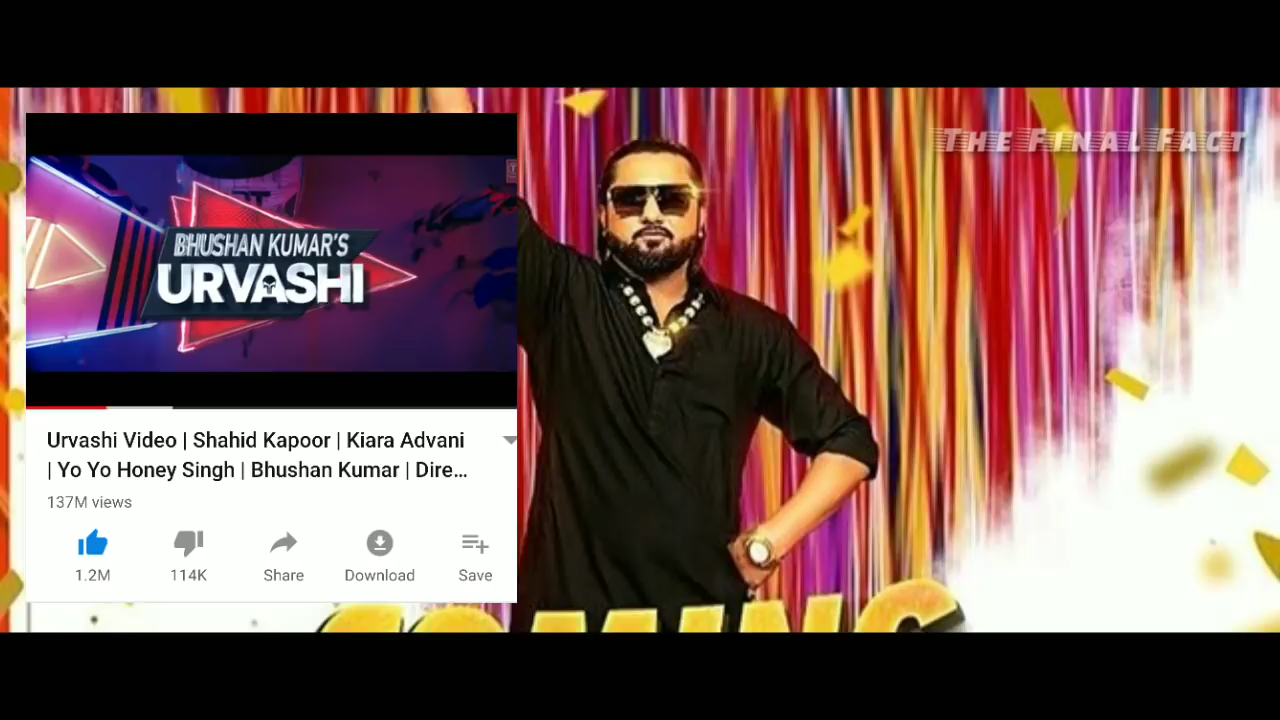 THE FINAL FACT
BHUSHAN KUMAR'S
URVASHI
Urvashi Video | Shahid Kapoor | Kiara Advani
| Yo Yo Honey Singh | Bhushan Kumar | Dire...
137M views
1.2M
114K
Share
Download
Save
COMING